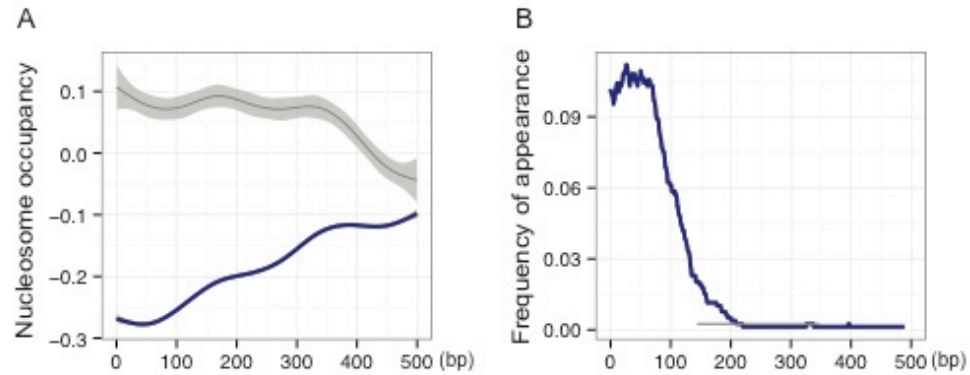 A
Nucleosome occupancy
0.1
0.0
−0.1
−0.2
−0.3
0 100 200 300 400 500 (bp)
B
Frequency of appearance
0.09
0.06
0.03
0.00
0 100 200 300 400 500 (bp)